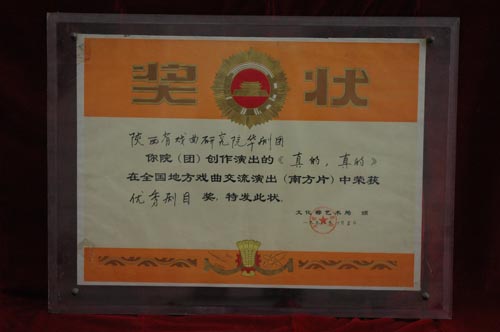 奖状
陕西省戏曲研究院华剧团
你院(团)创作演出的《真的,真的》
在全国地方戏曲交流演出(南方片)中荣获
优秀剧目奖,特发此状.
文化部艺术局 颁